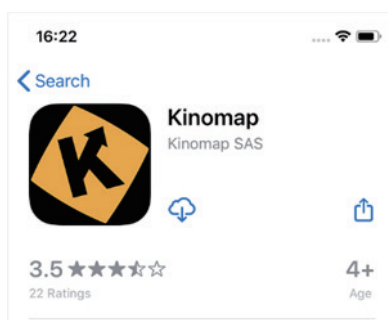 16:22
Search
Kinomap
Kinomap SAS
3.5
4+
22 Ratings
Age